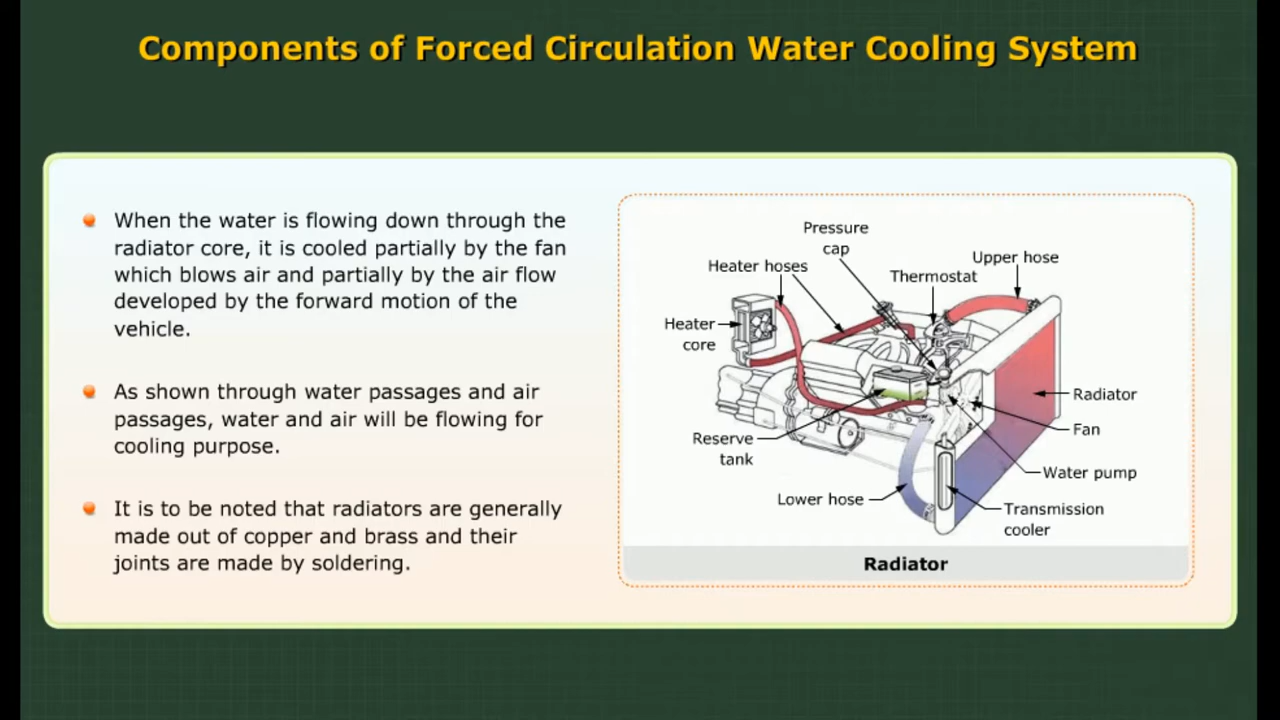 Components of Forced Circulation Water Cooling System
When the water is flowing down through the
radiator core, it is cooled partially by the fan
which blows air and partially by the air flow
developed by the forward motion of the
vehicle.
As shown through water passages and air
passages, water and air will be flowing for
cooling purpose.
It is to be noted that radiators are generally
made out of copper and brass and their
joints are made by soldering.
Pressure
cap
Heater hoses
Thermostat
Upper hose
Heater
core
Radiator
Fan
Reserve
tank
Water pump
Lower hose
Transmission
cooler
Radiator